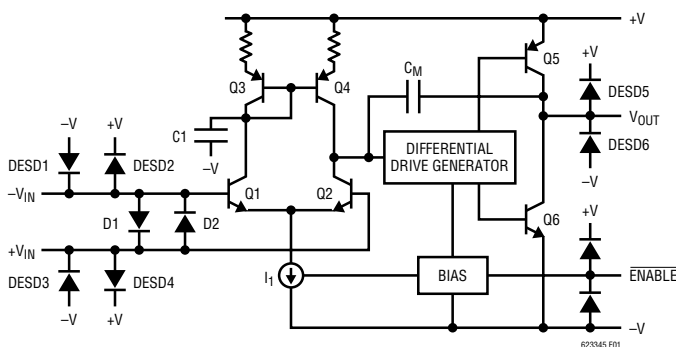 +V
Q3
Q4
Q5
+V
C1
CM
DESD5
–V
+V
–V
VOUT
DESD1
DESD2
DIFFERENTIAL
DRIVE GENERATOR
DESD6
–VIN
Q1
Q2
–V
D1
D2
Q6
+V
+VIN
DESD3
DESD4
I1
BIAS
ENABLE
–V
+V
–V
623345 F01